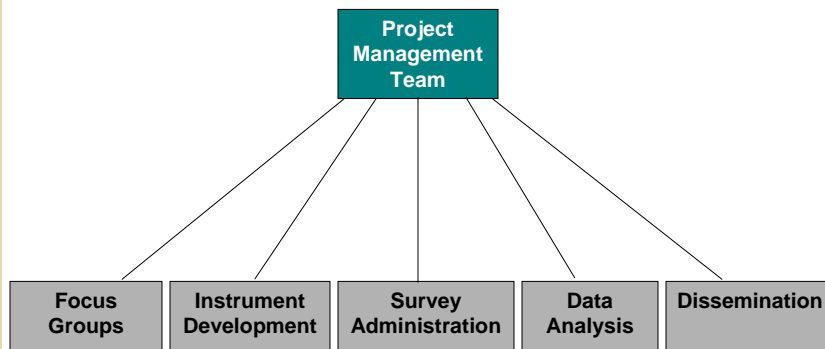 Project
Management
Team
Focus
Groups
Instrument
Development
Survey
Administration
Data
Analysis
Dissemination